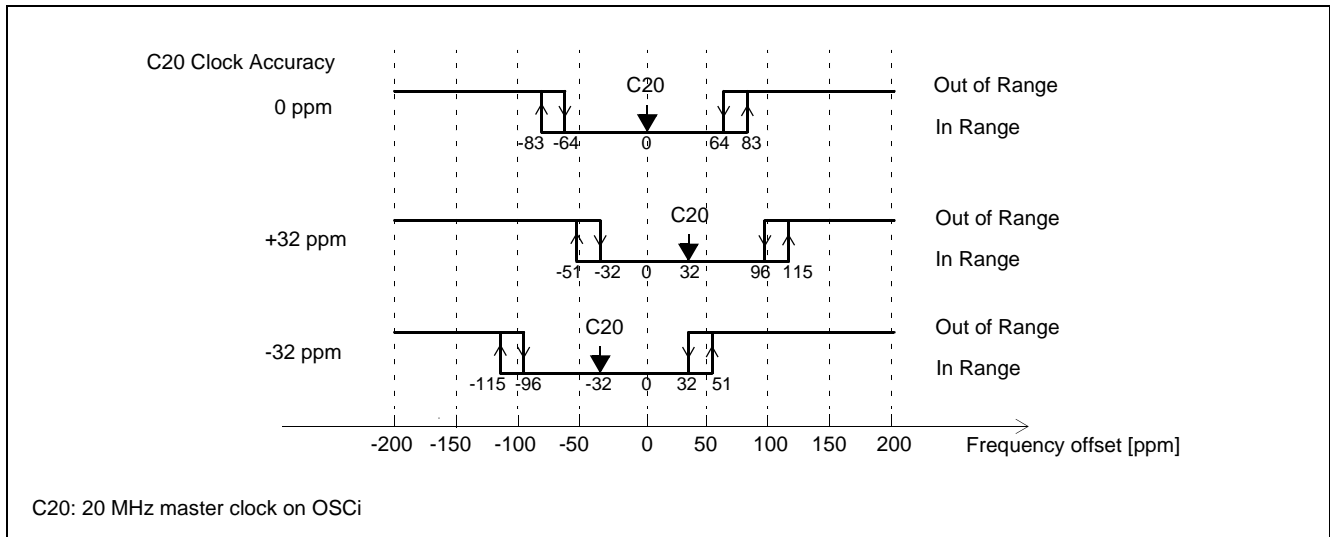 C20 Clock Accuracy
0 ppm
C20
Out of Range
In Range
-83 -64 0 64 83
+32 ppm
C20
Out of Range
In Range
-51 -32 0 32 96 115
-32 ppm
C20
Out of Range
In Range
-115 -96 -32 0 32 51
-200 -150 -100 -50 0 50 100 150 200 Frequency offset [ppm]
C20: 20 MHz master clock on OSCi